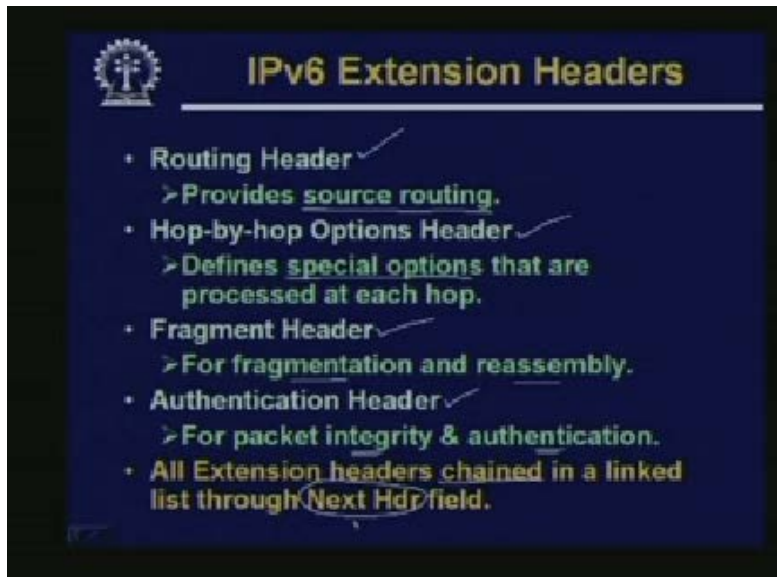 IPv6 Extension Headers
• Routing Header
➢Provides source routing.
• Hop-by-hop Options Header
➢Defines special options that are
processed at each hop.
• Fragment Header
➢For fragmentation and reassembly.
• Authentication Header
➢For packet integrity & authentication.
• All Extension headers chained in a linked
list through Next Hdr field.